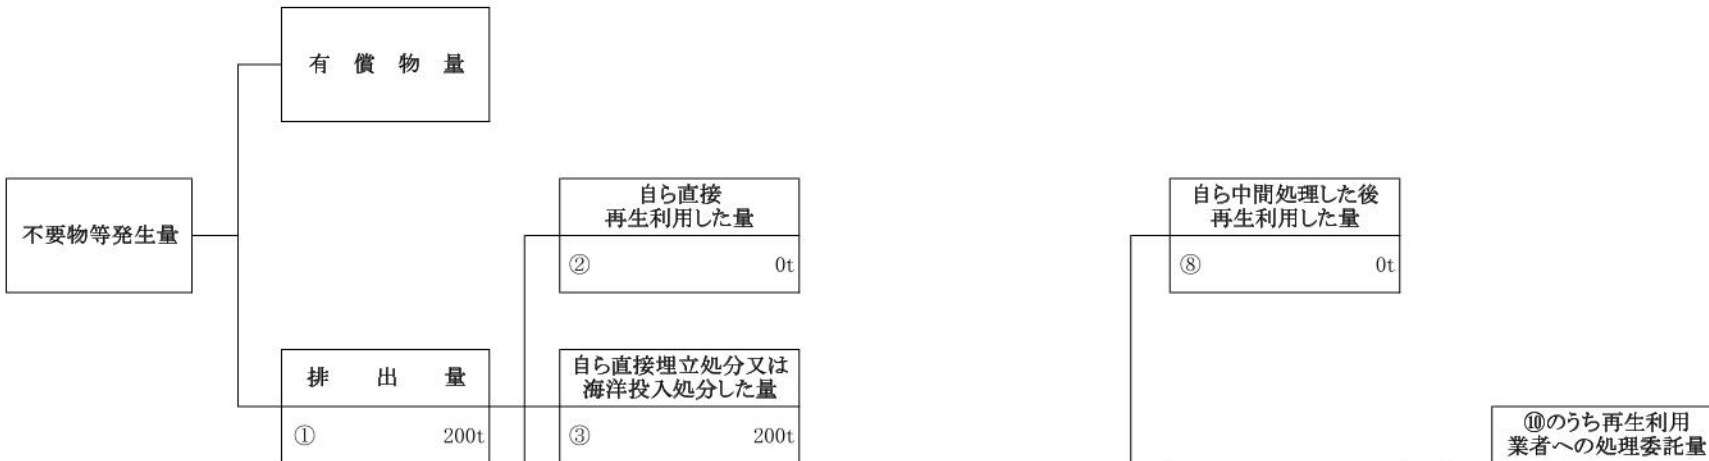 有 償 物 量
不要物等発生量
自ら直接
再生利用した量
② 0t
自ら中間処理した後
再生利用した量
⑧ 0t
排 出 量
① 200t
自ら直接埋立処分又は
海洋投入処分した量
③ 200t
⑩のうち再生利用
業者への処理委託量